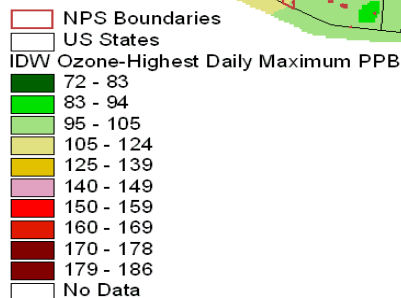 NPS Boundaries
US States
IDW Ozone-Highest Daily Maximum PPB
72 - 83
83 - 94
95 - 105
105 - 124
125 - 139
140 - 149
150 - 159
160 - 169
170 - 178
179 - 186
No Data